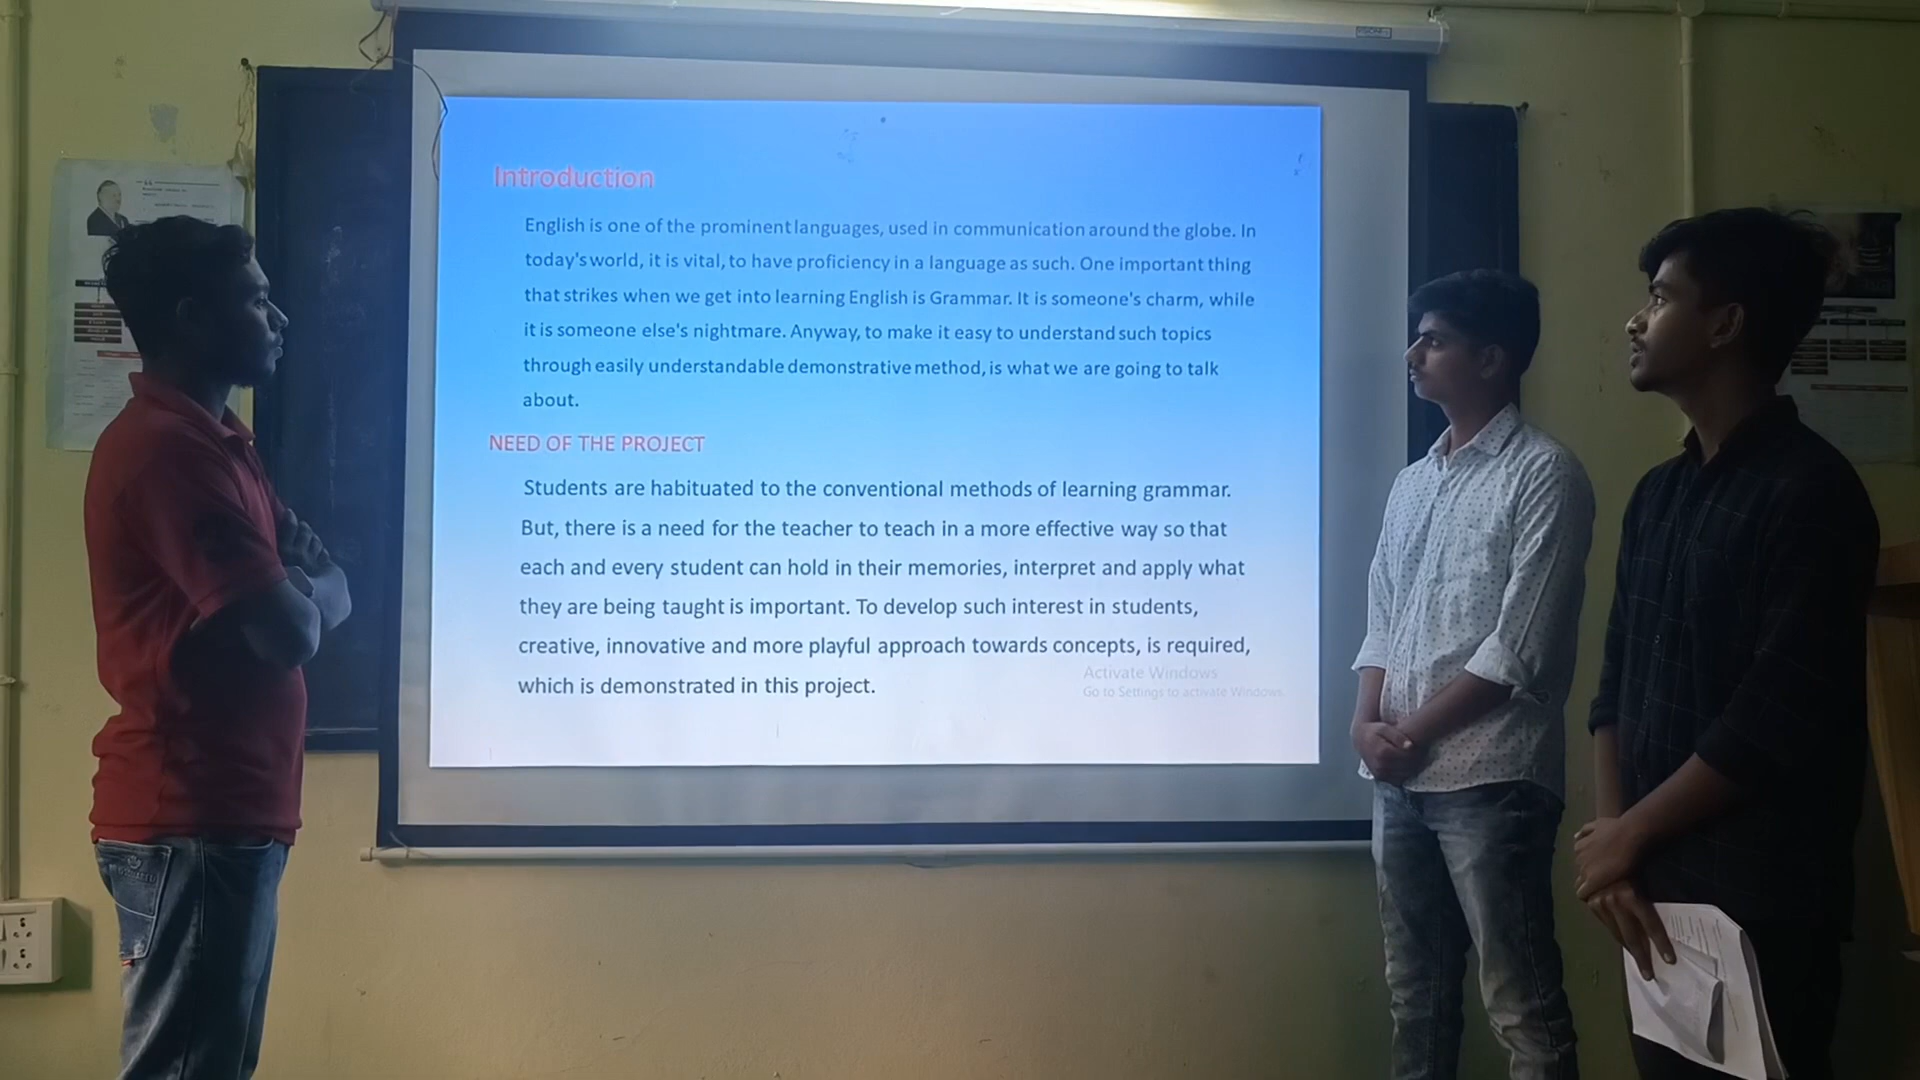 VISION
Introduction
English is one of the prominent languages, used in communication around the globe. In
today's world, it is vital, to have proficiency in a language as such. One important thing
that strikes when we get into learning English is Grammar. It is someone's charm, while
it is someone else's nightmare. Anyway, to make it easy to understand such topics
through easily understandable demonstrative method, is what we are going to talk
about.
NEED OF THE PROJECT
Students are habituated to the conventional methods of learning grammar.
But, there is a need for the teacher to teach in a more effective way so that
each and every student can hold in their memories, interpret and apply what
they are being taught is important. To develop such interest in students,
creative, innovative and more playful approach towards concepts, is required,
which is demonstrated in this project.
Activate Windows
Go to Settings to activate Windows.